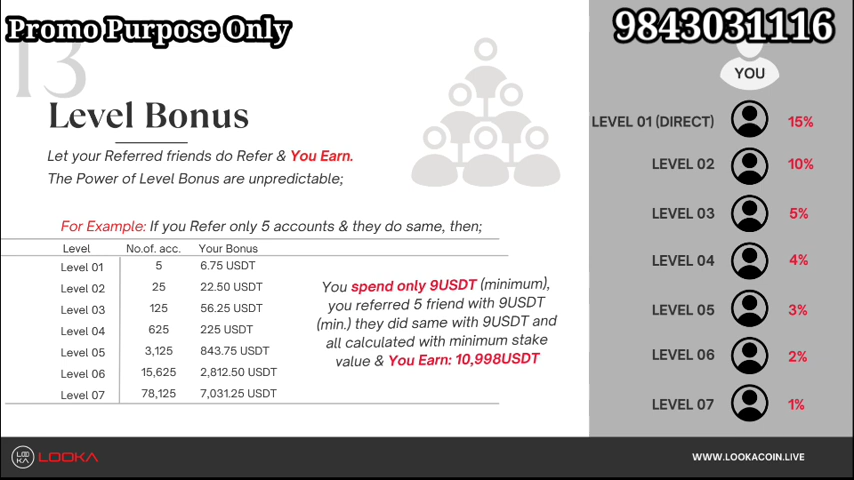 Promo Purpose Only
9843031116
13
Level Bonus
Let your Referred friends do Refer & You Earn.
The Power of Level Bonus are unpredictable;
For Example: If you Refer only 5 accounts & they do same, then;
Level No.of. acc. Your Bonus
Level 01 5 6.75 USDT
Level 02 25 22.50 USDT
Level 03 125 56.25 USDT
Level 04 625 225 USDT
Level 05 3,125 843.75 USDT
Level 06 15,625 2,812.50 USDT
Level 07 78,125 7,031.25 USDT
You spend only 9USDT (minimum),
you referred 5 friend with 9USDT
(min.) they did same with 9USDT and
all calculated with minimum stake
value & You Earn: 10,998USDT
YOU
LEVEL 01 (DIRECT) 15%
LEVEL 02 10%
LEVEL 03 5%
LEVEL 04 4%
LEVEL 05 3%
LEVEL 06 2%
LEVEL 07 1%
LOO
KA
LOOKA
WWW.LOOKACOIN.LIVE